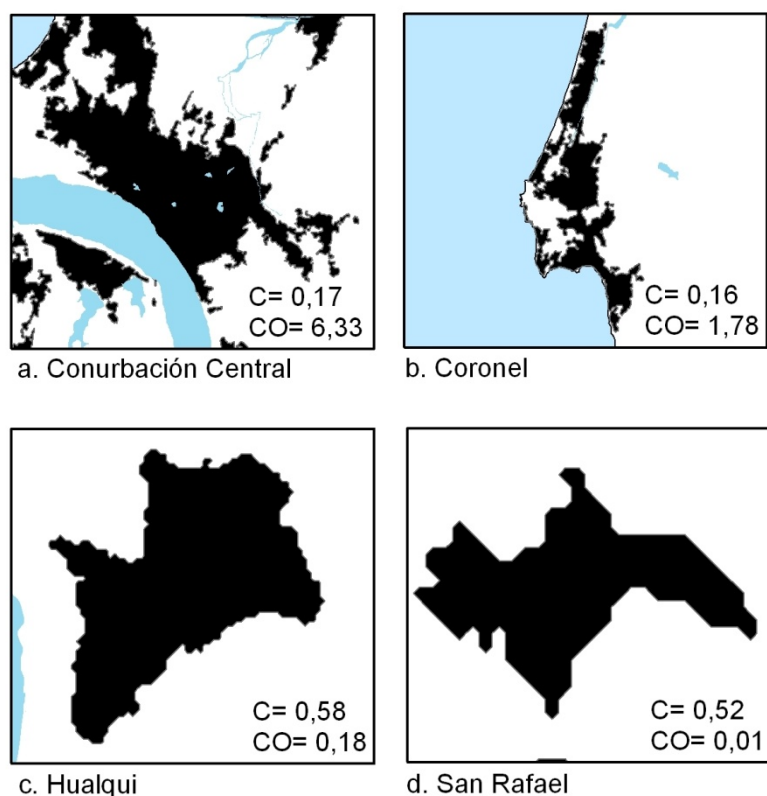 C= 0,17
CO= 6,33
a. Conurbación Central
C= 0,16
CO= 1,78
b. Coronel
C= 0,58
CO= 0,18
c. Hualqui
C= 0,52
CO= 0,01
d. San Rafael